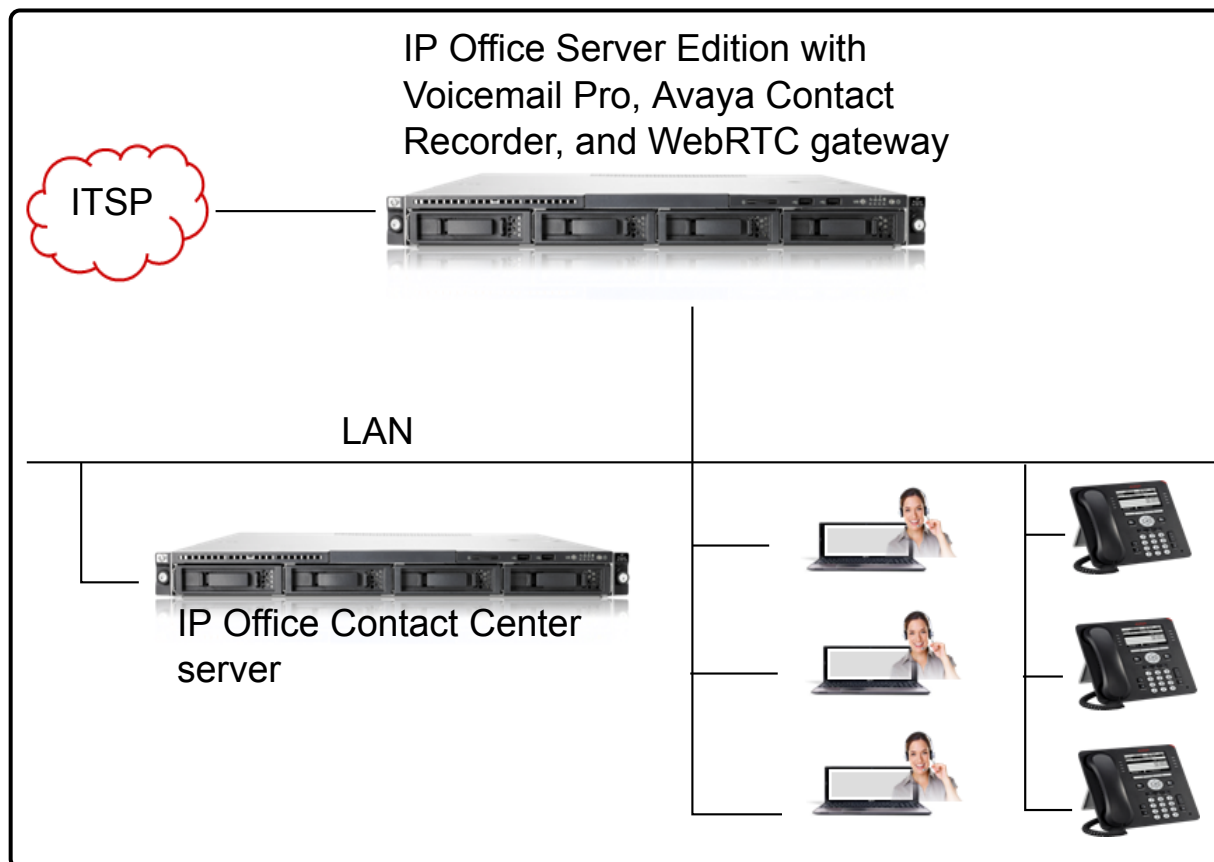 IP Office Server Edition with
Voicemail Pro, Avaya Contact
Recorder, and WebRTC gateway
ITSP
LAN
IP Office Contact Center
server